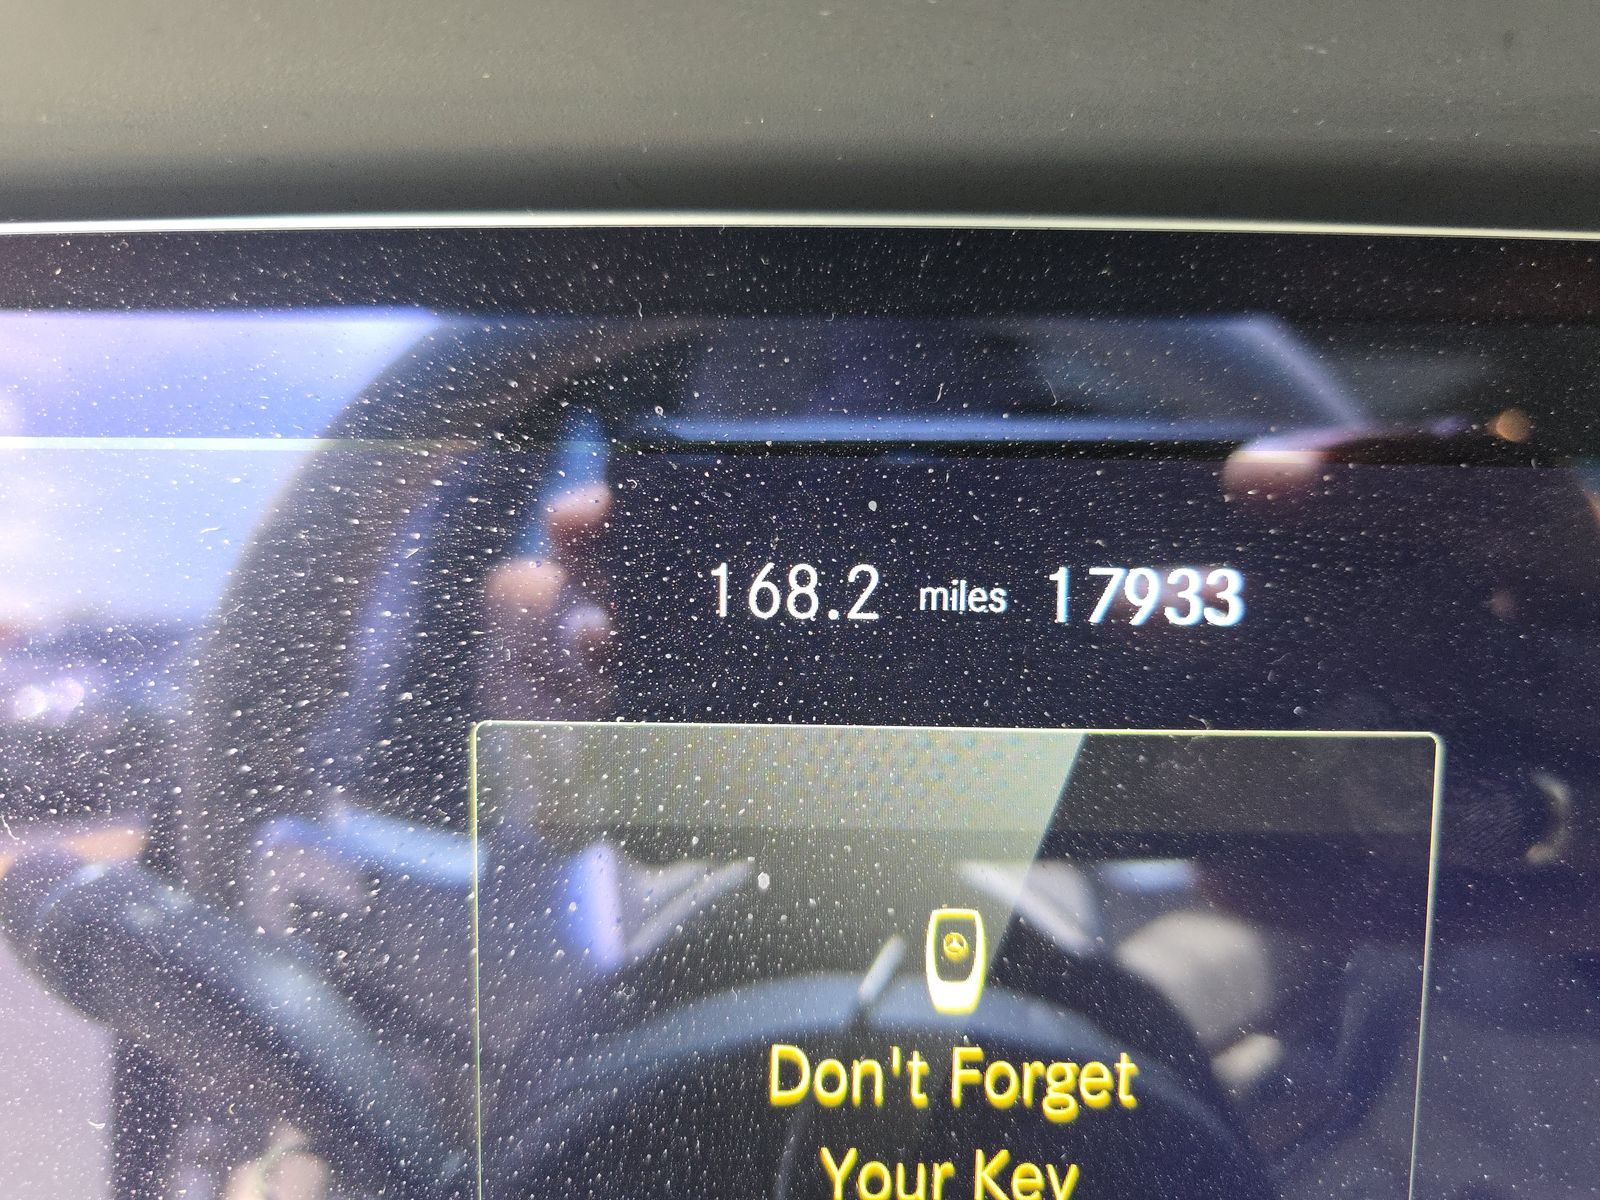 168.2 miles 17933
Don't Forget
Your Key